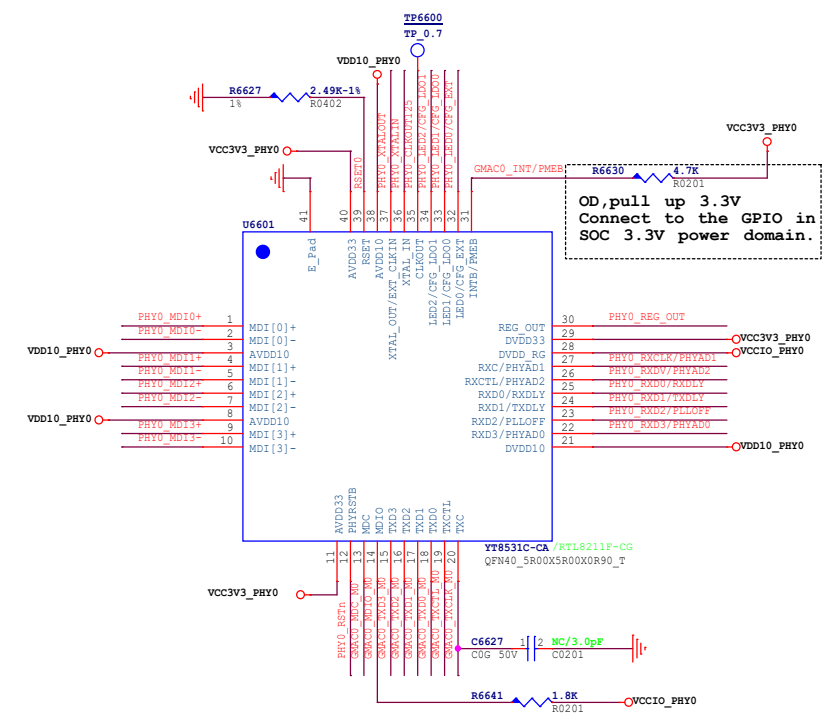 TP6600
TP_0.7
VDD10_PHY0
R6627 2.49K-1%
1% R0402
VCC3V3_PHY0
RSET0
PHY0_XTALOUT
PHY0_XTALIN
PHY0_CLKOUT125
PHY0_LED2/CFG_LDO1
PHY0_LED1/CFG_LDO0
PHY0_LED0/CFG_EXT
GMAC0_INT/PMEB
VCC3V3_PHY0
R6630 4.7K
R0201
OD,pull up 3.3V
Connect to the GPIO in
SOC 3.3V power domain.
U6601
41 40 39 38 37 36 35 34 33 32 31
E_Pad
AVDD33
RSET
AVDD10
XTAL_OUT/EXT_CLKIN
XTAL_IN
CLKOUT
LED2/CFG_LDO1
LED1/CFG_LDO0
LED0/CFG_EXT
INTB/PMEB
PHY0_MDI0+ 1 MDI[0]+
PHY0_MDI0- 2 MDI[0]-
VDD10_PHY0 3 AVDD10
PHY0_MDI1+ 4 MDI[1]+
PHY0_MDI1- 5 MDI[1]-
PHY0_MDI2+ 6 MDI[2]+
PHY0_MDI2- 7 MDI[2]-
VDD10_PHY0 8 AVDD10
PHY0_MDI3+ 9 MDI[3]+
PHY0_MDI3- 10 MDI[3]-
REG_OUT 30 PHY0_REG_OUT
DVDD33 29 VCC3V3_PHY0
DVDD_RG 28 VCCIO_PHY0
RXC/PHYAD1 27 PHY0_RXCLK/PHYAD1
RXCTL/PHYAD2 26 PHY0_RXDV/PHYAD2
RXD0/RXDLY 25 PHY0_RXD0/RXDLY
RXD1/TXDLY 24 PHY0_RXD1/TXDLY
RXD2/PLLOFF 23 PHY0_RXD2/PLLOFF
RXD3/PHYAD0 22 PHY0_RXD3/PHYAD0
DVDD10 21 VDD10_PHY0
AVDD33
PHYRSTB
MDC
MDIO
TXD3
TXD2
TXD1
TXD0
TXCTL
TXC
11 12 13 14 15 16 17 18 19 20
YT8531C-CA /RTL8211F-CG
QFN40_5R00X5R00X0R90_T
VCC3V3_PHY0
PHY0_RSTn
GMAC0_MDC_M0
GMAC0_MDIO_M0
GMAC0_TXD3_M0
GMAC0_TXD2_M0
GMAC0_TXD1_M0
GMAC0_TXD0_M0
GMAC0_TXCTL_M0
GMAC0_TXCLK_M0
C6627 1 2 NC/3.0pF
C0G 50V C0201
R6641 1.8K
R0201
VCCIO_PHY0